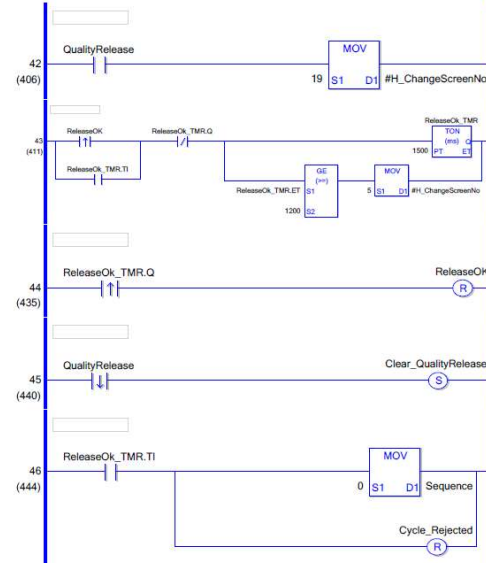 QualityRelease
MOV
42
(406)
19 S1 D1 #H_ChangeScreenNo
ReleaseOk_TMR
ReleaseOK ReleaseOk_TMR.Q TON
43 (ms) Q
(411) 1500 PT ET
ReleaseOk_TMR.TI
GE MOV
(>=)
ReleaseOk_TMR.ET S1 5 S1 D1 #H_ChangeScreenNo
1200 S2
ReleaseOk_TMR.Q ReleaseOK
44 R
(435)
QualityRelease Clear_QualityRelease
45 S
(440)
ReleaseOk_TMR.TI MOV
46
(444) 0 S1 D1 Sequence
Cycle_Rejected
R